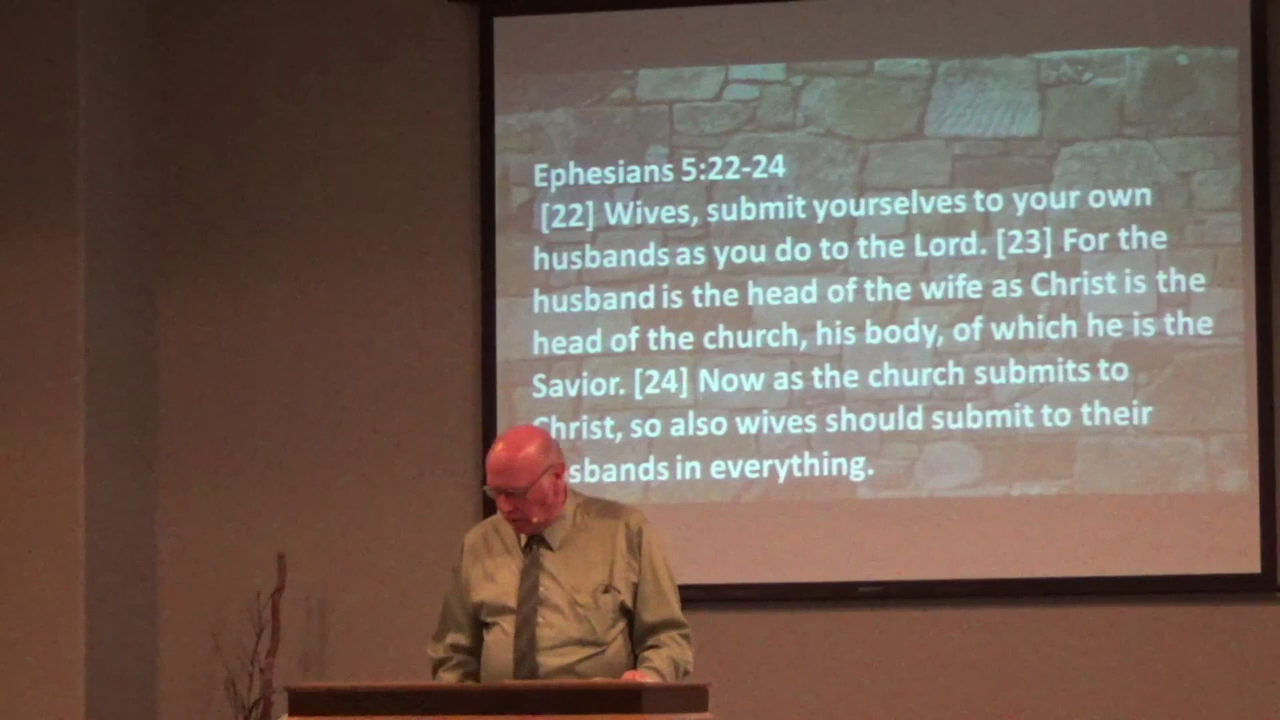 Ephesians 5:22-24
[22] Wives, submit yourselves to your own
husbands as you do to the Lord. [23] For the
husband is the head of the wife as Christ is the
head of the church, his body, of which he is the
Savior. [24] Now as the church submits to
Christ, so also wives should submit to their
sbands in everything.